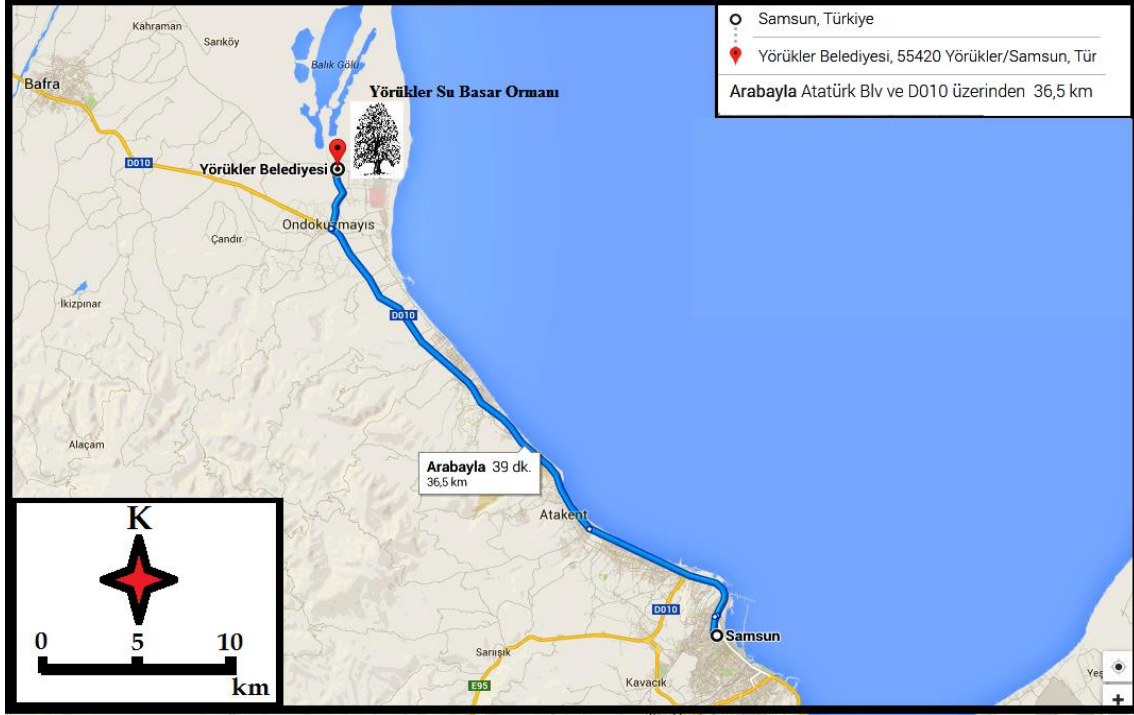 Samsun, Türkiye
Yörükler Belediyesi, 55420 Yörükler/Samsun, Tür
Arabayla Atatürk Blv ve D010 üzerinden 36,5 km
Kahraman
Sarıköy
Balık Gölü
Bafra
Yörükler Su Basar Ormanı
D010
Yörükler Belediyesi
Ondokuzmayıs
Çandır
İkizpınar
D010
Alaçam
Arabayla 39 dk.
36,5 km
Atakent
K
0 5 10
km
D010
Samsun
Sarıışık
E95
Kavacık
Yeş
+